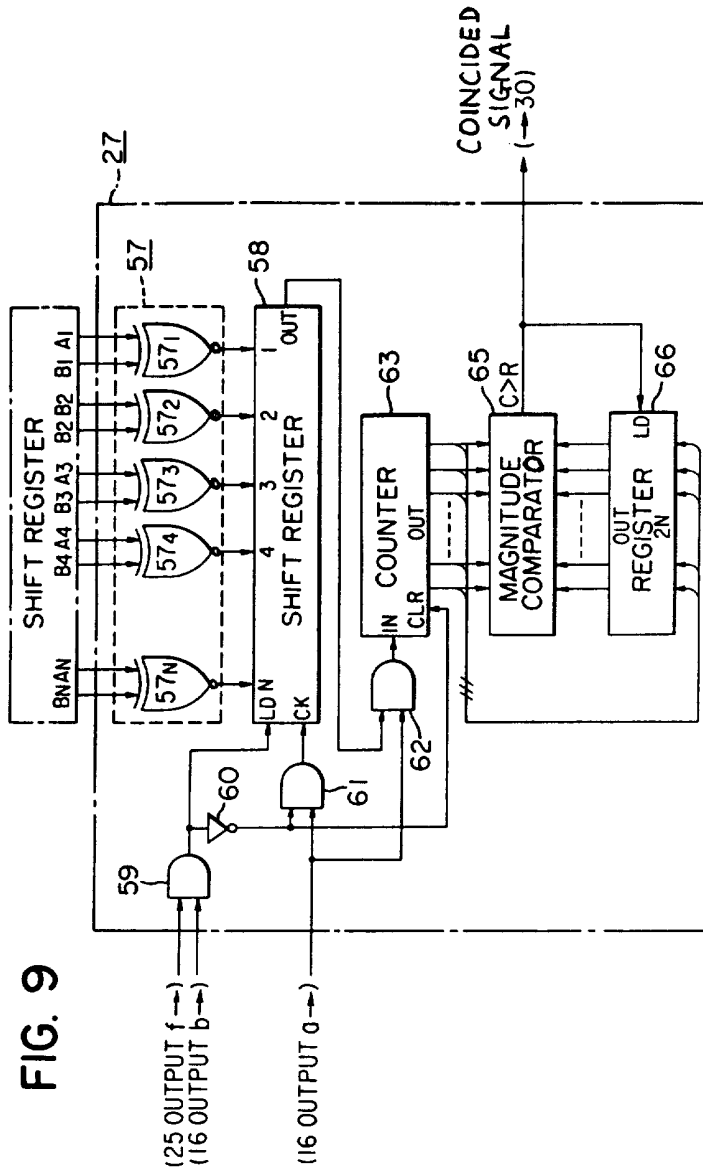 FIG. 9
27
SHIFT REGISTER
BN AN B4 A4 B3 A3 B2 B2 B1 A1
57
57N 574 573 572 571
58
LD N 4 3 2 1
SHIFT REGISTER
OUT
CK
59
60
61
(25 OUTPUT f→)
(16 OUTPUT b→)
(16 OUTPUT a→)
62
63
IN COUNTER
CLR OUT
65
MAGNITUDE
COMPARATOR
C>R
COINCIDED
SIGNAL
(→30)
66
OUT
REGISTER
2N
LD